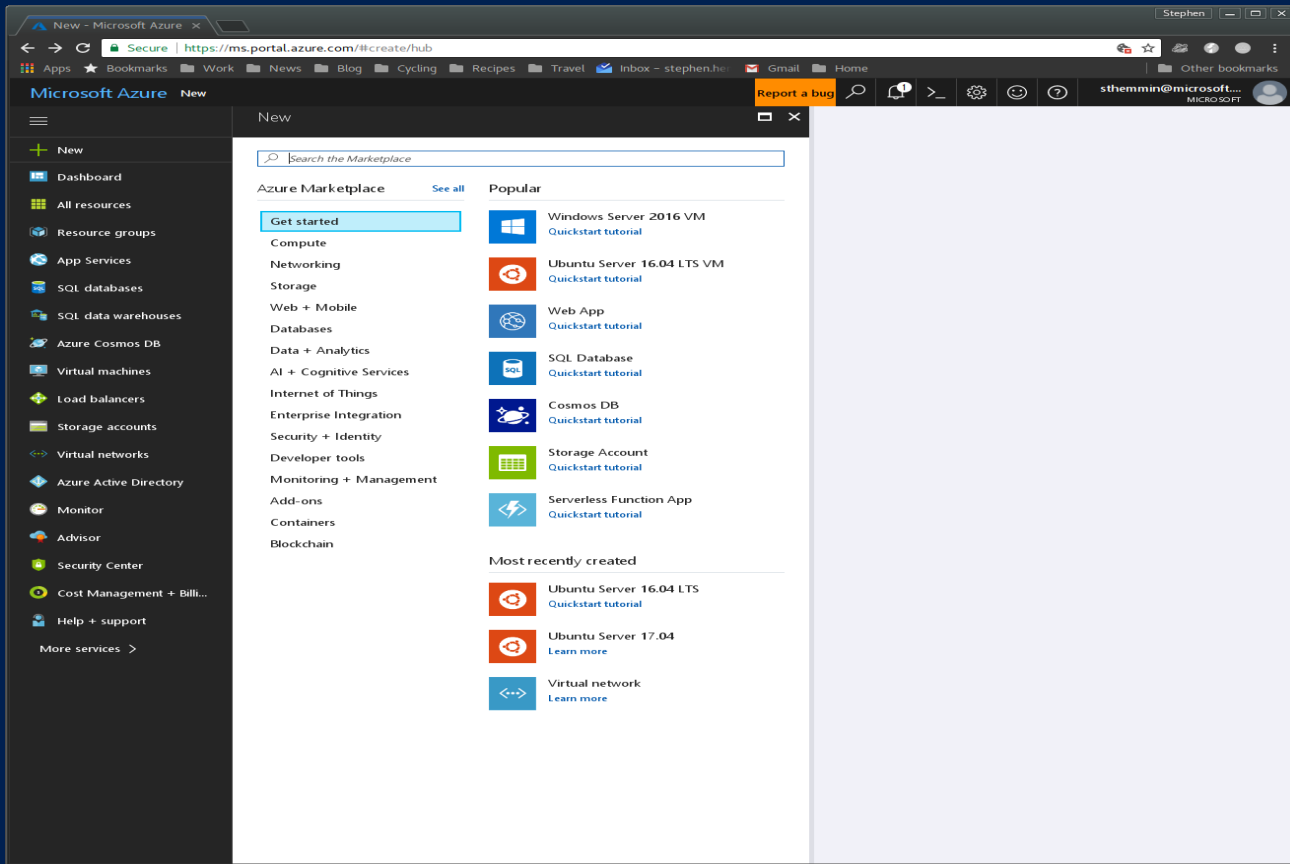 Stephen
New - Microsoft Azure
Secure https://ms.portal.azure.com/#create/hub
Apps Bookmarks Work News Blog Cycling Recipes Travel Inbox – stephen.he Gmail Home Other bookmarks
Microsoft Azure New Report a bug 1 sthemmin@microsoft....
MICROSOFT
New
New
Dashboard
All resources
Resource groups
App Services
SQL databases
SQL data warehouses
Azure Cosmos DB
Virtual machines
Load balancers
Storage accounts
Virtual networks
Azure Active Directory
Monitor
Advisor
Security Center
Cost Management + Billi...
Help + support
More services
Search the Marketplace
Azure Marketplace See all
Get started
Compute
Networking
Storage
Web + Mobile
Databases
Data + Analytics
AI + Cognitive Services
Internet of Things
Enterprise Integration
Security + Identity
Developer tools
Monitoring + Management
Add-ons
Containers
Blockchain
Popular
Windows Server 2016 VM
Quickstart tutorial
Ubuntu Server 16.04 LTS VM
Quickstart tutorial
Web App
Quickstart tutorial
SQL Database
Quickstart tutorial
Cosmos DB
Quickstart tutorial
Storage Account
Quickstart tutorial
Serverless Function App
Quickstart tutorial
Most recently created
Ubuntu Server 16.04 LTS
Quickstart tutorial
Ubuntu Server 17.04
Learn more
Virtual network
Learn more